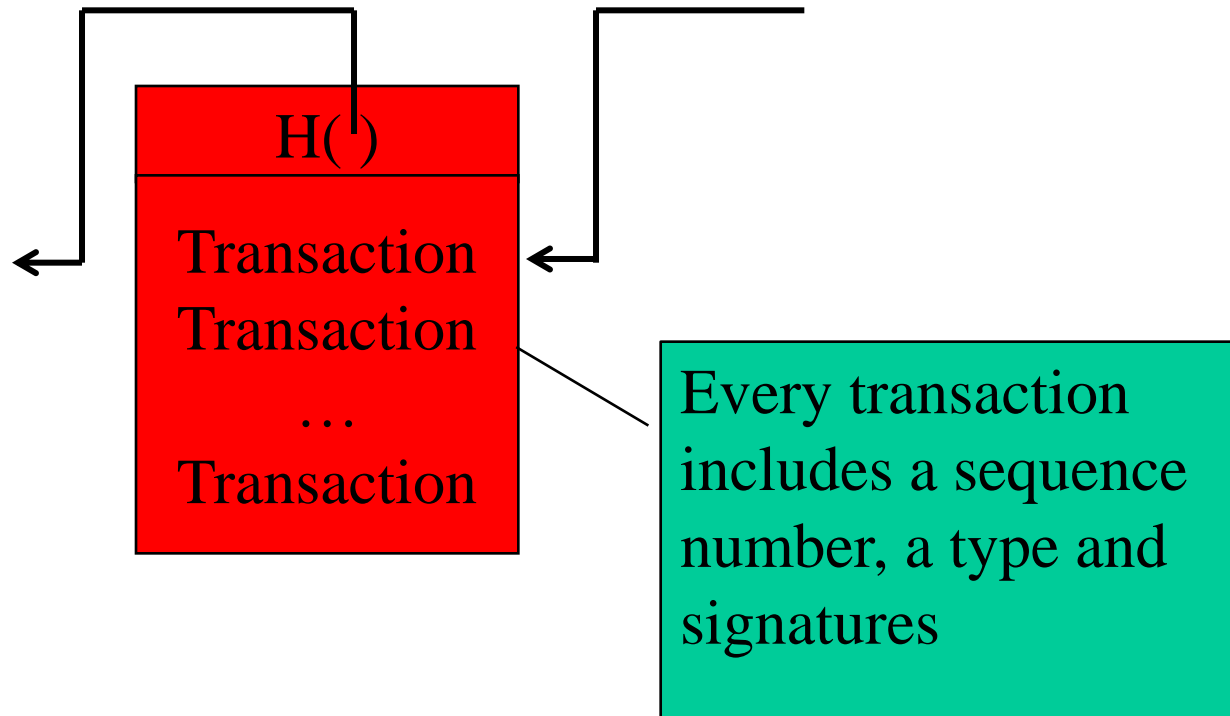 H( )
Transaction
Transaction
…
Transaction
Every transaction
includes a sequence
number, a type and
signatures